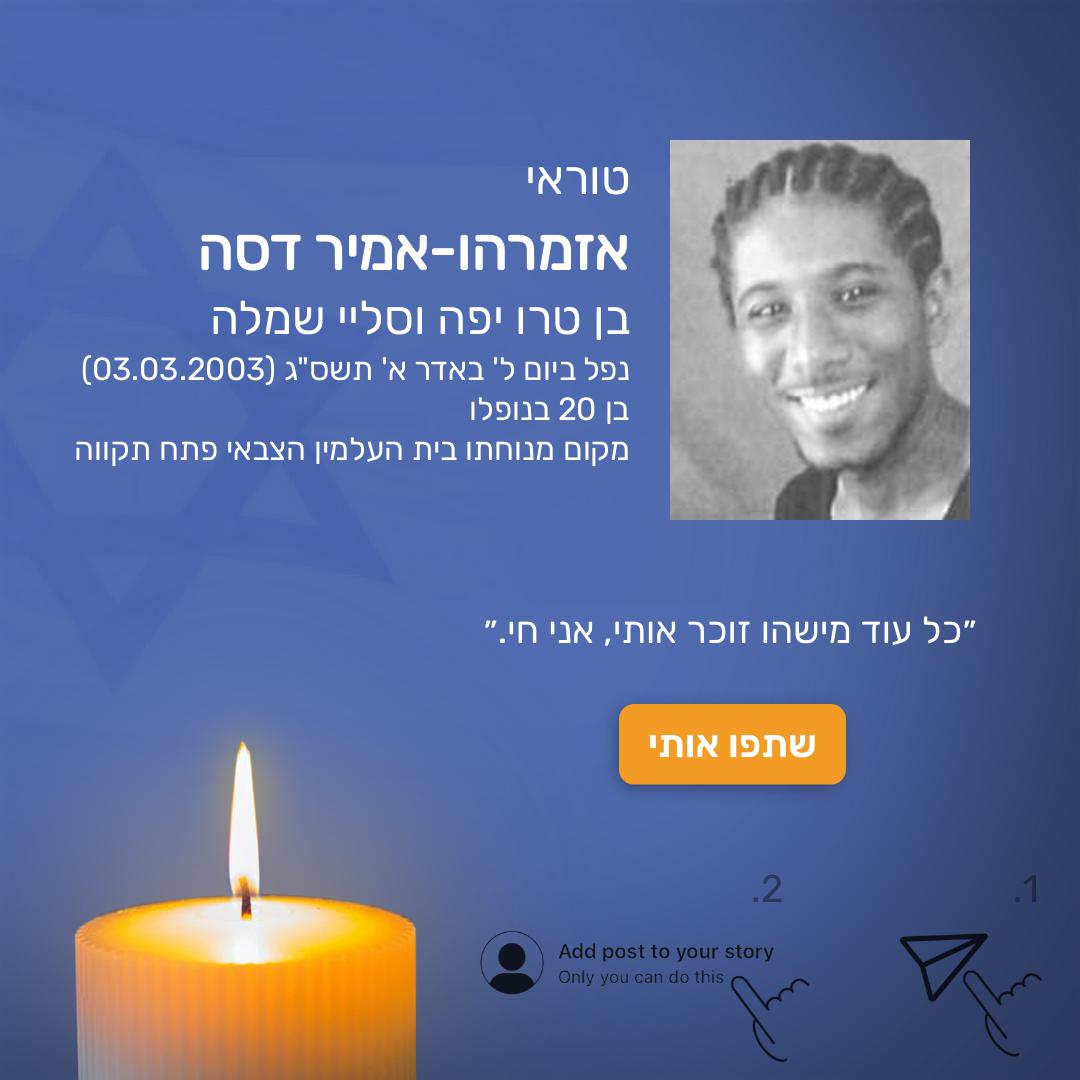 טוראי
אזמרהו-אמיר דסה
בן טרו יפה וסליי שמלה
נפל ביום ל' באדר א' תשס"ג (03.03.2003)
בן 20 בנופלו
מקום מנוחתו בית העלמין הצבאי פתח תקווה
״כל עוד מישהו זוכר אותי, אני חי.״
שתפו אותי
.1
.2
Add post to your story
Only you can do this